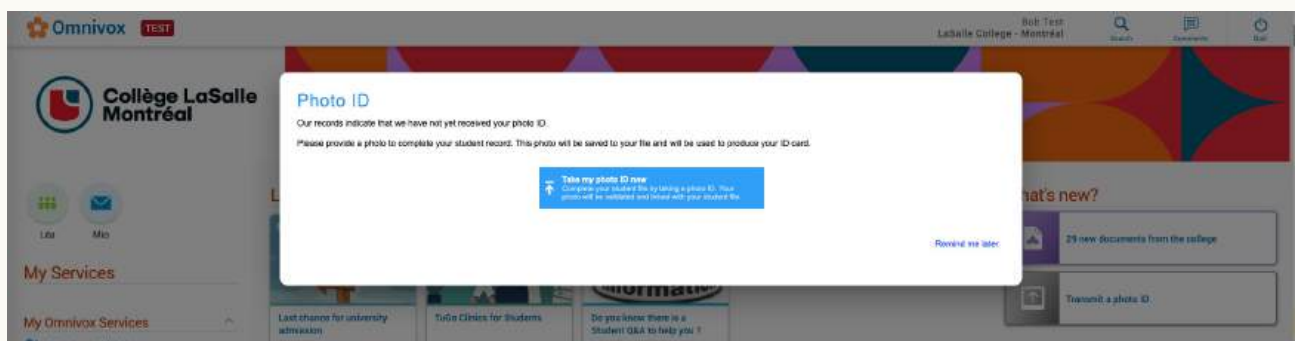 Omnivox TEST
Bob Test
LaSalle College - Montréal
Search
Comments
Quit
Collège LaSalle
Montréal
Photo ID
Our records indicate that we have not yet received your photo ID.
Please provide a photo to complete your student record. This photo will be saved to your file and will be used to produce your ID card.
Take my photo ID now
Complete your student file by taking a photo ID. Your
photo will be validated and linked with your student file.
Remind me later
Léa
Mio
My Services
My Omnivox Services
Last chance for university
admission
TuGo Clinics for Students
Do you know there is a
Student Q&A to help you ?
hat's new?
29 new documents from the college
Transmit a photo ID